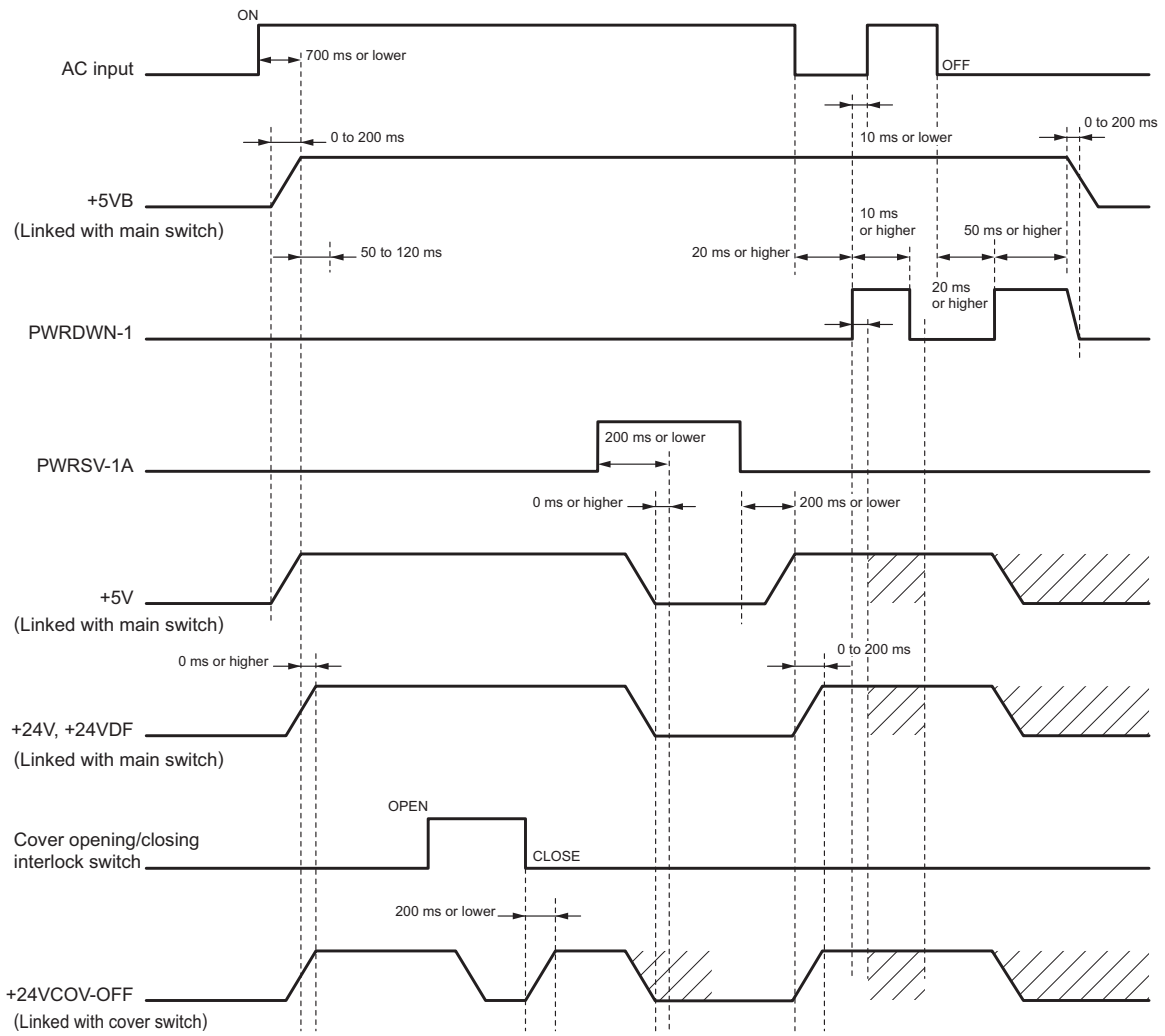 ON
AC input
700 ms or lower
OFF
0 to 200 ms
10 ms or lower
0 to 200 ms
+5VB
(Linked with main switch)
50 to 120 ms
20 ms or higher
10 ms
or higher
50 ms or higher
20 ms
or higher
PWRDWN-1
200 ms or lower
PWRSV-1A
0 ms or higher
200 ms or lower
+5V
(Linked with main switch)
0 ms or higher
0 to 200 ms
+24V, +24VDF
(Linked with main switch)
OPEN
Cover opening/closing
interlock switch
CLOSE
200 ms or lower
+24VCOV-OFF
(Linked with cover switch)